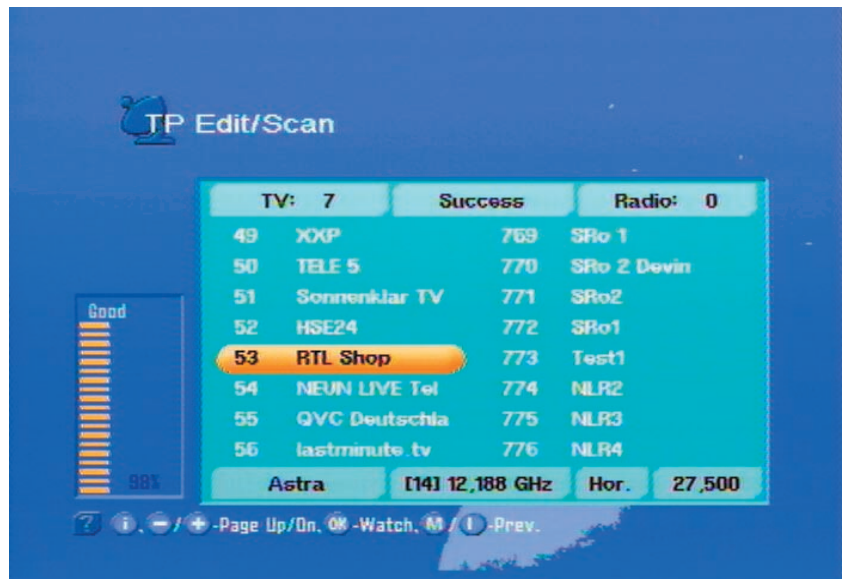 TP Edit/Scan
TV: 7 Success Radio: 0
49 XXP 769 SRo 1
50 TELE 5 770 SRo 2 Devin
51 Sonnenklar TV 771 SRo2
52 HSE24 772 SRo1
53 RTL Shop 773 Test1
54 NEUN LIVE Tel 774 NLR2
55 QVC Deutschla 775 NLR3
56 lastminute.tv 776 NLR4
Good
98%
Astra [14] 12,188 GHz Hor. 27,500
? i, -/+ -Page Up/Dn, OK -Watch, M / I -Prev.